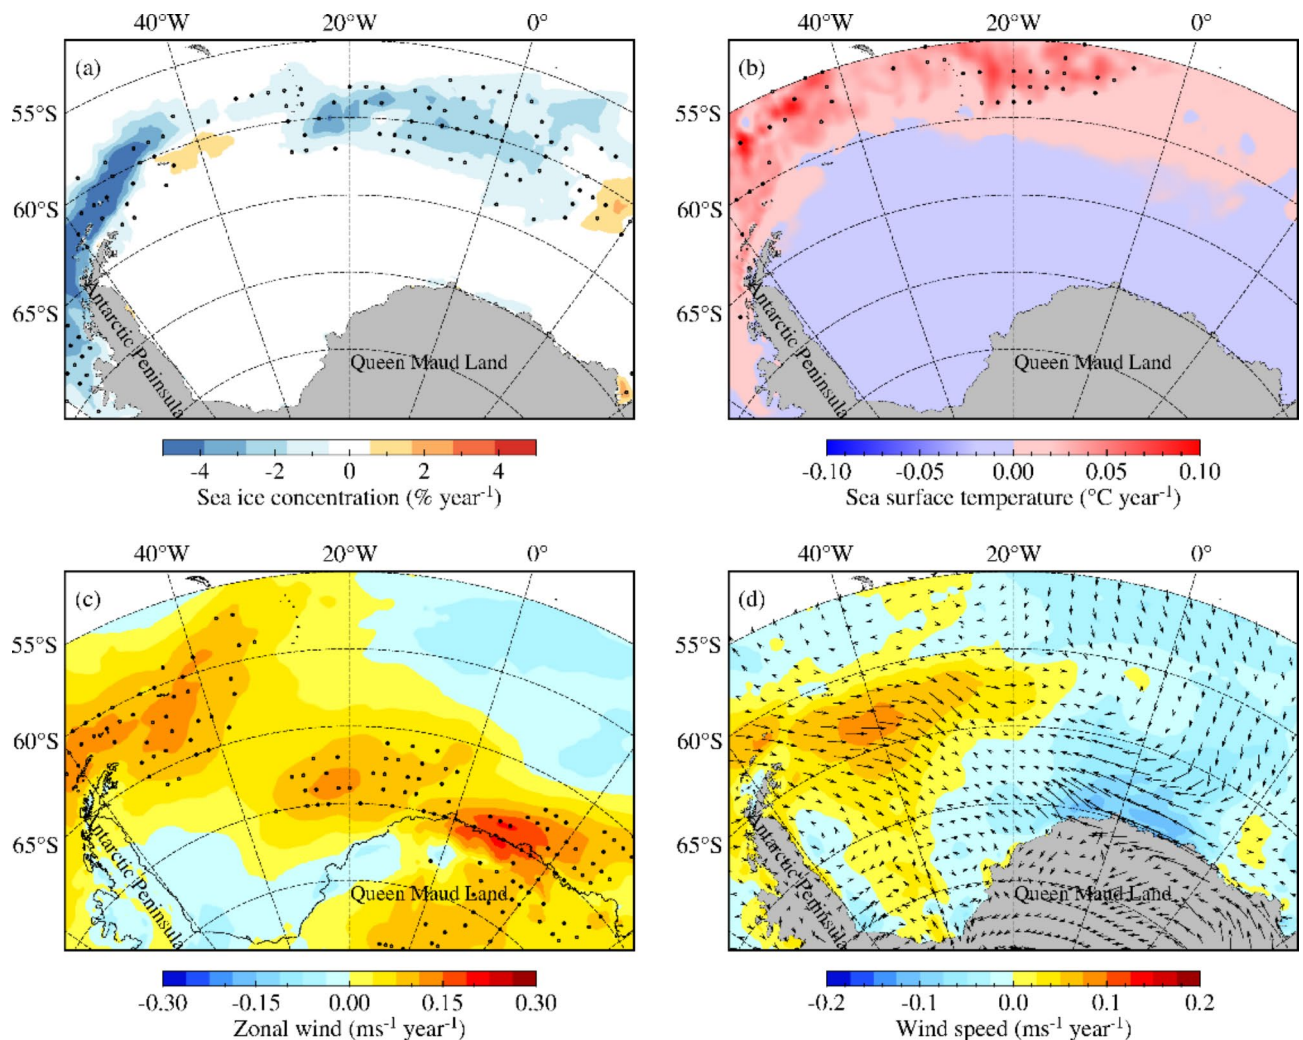 40°W 20°W 0° 40°W 20°W 0°
(a) (b)
55°S 55°S
60°S 60°S
65°S 65°S
Antarctic Peninsula Queen Maud Land Antarctic Peninsula Queen Maud Land
-4 -2 0 2 4 -0.10 -0.05 0.00 0.05 0.10
Sea ice concentration (% year⁻¹) Sea surface temperature (°C year⁻¹)
40°W 20°W 0° 40°W 20°W 0°
(c) (d)
55°S 55°S
60°S 60°S
65°S 65°S
Antarctic Peninsula Queen Maud Land Antarctic Peninsula Queen Maud Land
-0.30 -0.15 0.00 0.15 0.30 -0.2 -0.1 0.0 0.1 0.2
Zonal wind (ms⁻¹ year⁻¹) Wind speed (ms⁻¹ year⁻¹)